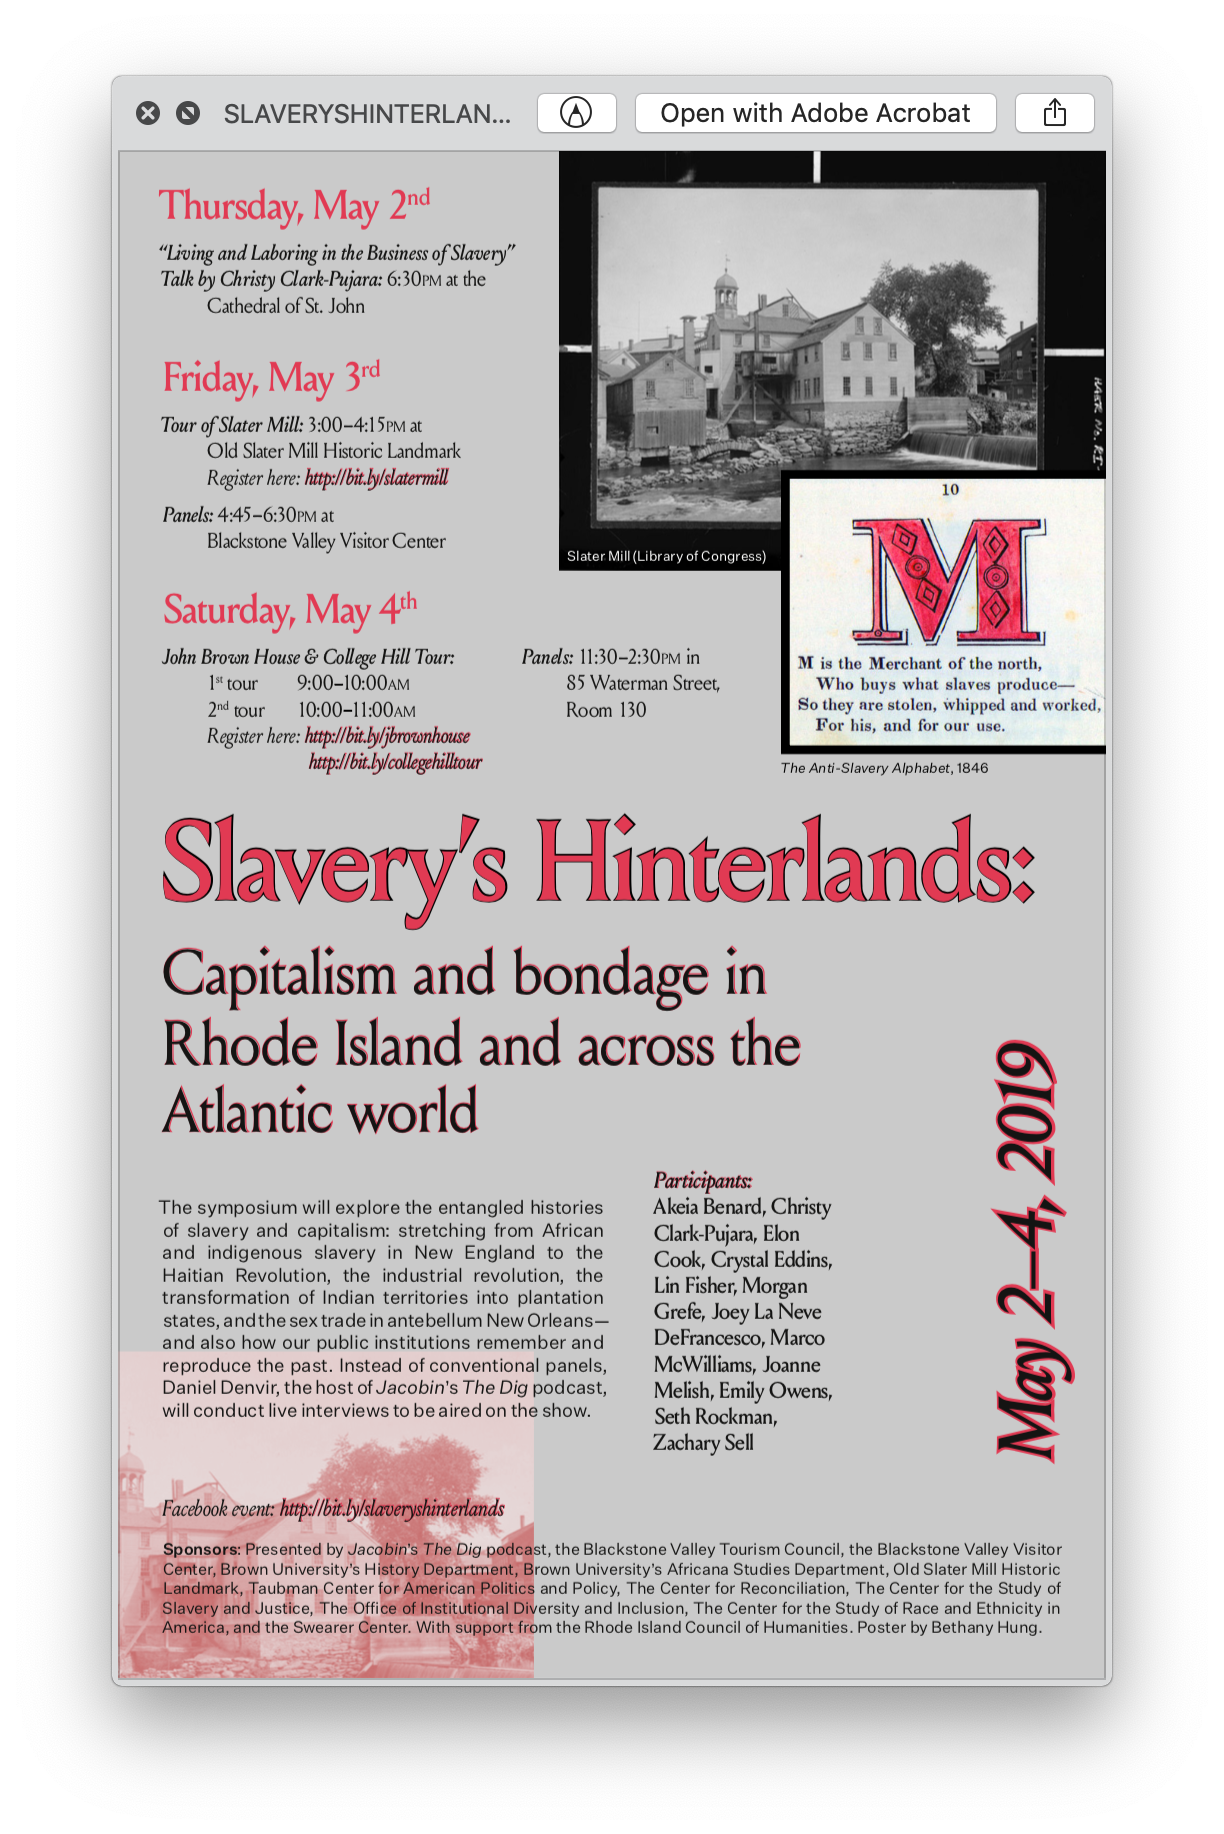 SLAVERYSHINTERLAN...
Open with Adobe Acrobat
Thursday, May 2nd
“Living and Laboring in the Business of Slavery”
Talk by Christy Clark-Pujara: 6:30PM at the
Cathedral of St. John
Friday, May 3rd
Tour of Slater Mill: 3:00–4:15PM at
Old Slater Mill Historic Landmark
Register here: http://bit.ly/slatermill
Panels: 4:45–6:30PM at
Blackstone Valley Visitor Center
Slater Mill (Library of Congress)
10
M
M is the Merchant of the north,
Who buys what slaves produce—
So they are stolen, whipped and worked,
For his, and for our use.
The Anti-Slavery Alphabet, 1846
Saturday, May 4th
John Brown House & College Hill Tour:
1st tour 9:00–10:00AM
2nd tour 10:00–11:00AM
Register here: http://bit.ly/jbrownhouse
http://bit.ly/collegehilltour
Panels: 11:30–2:30PM in
85 Waterman Street,
Room 130
Slavery's Hinterlands:
Capitalism and bondage in
Rhode Island and across the
Atlantic world
May 2–4, 2019
The symposium will explore the entangled histories
of slavery and capitalism: stretching from African
and indigenous slavery in New England to the
Haitian Revolution, the industrial revolution, the
transformation of Indian territories into plantation
states, and the sex trade in antebellum New Orleans—
and also how our public institutions remember and
reproduce the past. Instead of conventional panels,
Daniel Denvir, the host of Jacobin's The Dig podcast,
will conduct live interviews to be aired on the show.
Participants:
Akeia Benard, Christy
Clark-Pujara, Elon
Cook, Crystal Eddins,
Lin Fisher, Morgan
Grefe, Joey La Neve
DeFrancesco, Marco
McWilliams, Joanne
Melish, Emily Owens,
Seth Rockman,
Zachary Sell
Facebook event: http://bit.ly/slaveryshinterlands
Sponsors: Presented by Jacobin's The Dig podcast, the Blackstone Valley Tourism Council, the Blackstone Valley Visitor
Center, Brown University's History Department, Brown University's Africana Studies Department, Old Slater Mill Historic
Landmark, Taubman Center for American Politics and Policy, The Center for Reconciliation, The Center for the Study of
Slavery and Justice, The Office of Institutional Diversity and Inclusion, The Center for the Study of Race and Ethnicity in
America, and the Swearer Center. With support from the Rhode Island Council of Humanities. Poster by Bethany Hung.